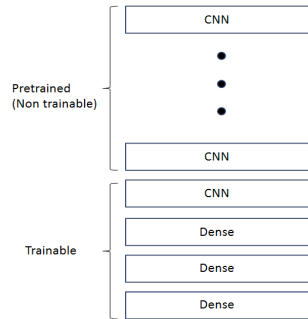 CNN
Pretrained
(Non trainable)
CNN
CNN
Trainable
Dense
Dense
Dense